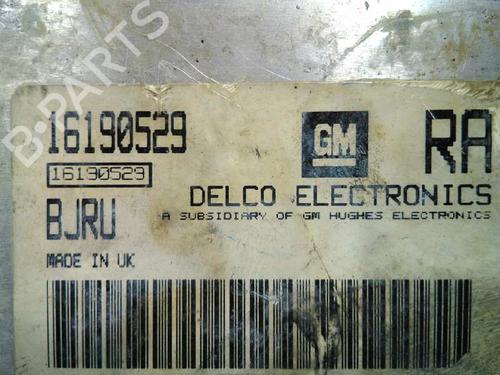 16190529
GM
RA
16190529
DELCO ELECTRONICS
BJRU
A SUBSIDIARY OF GM HUGHES ELECTRONICS
MADE IN UK
B-PARTS